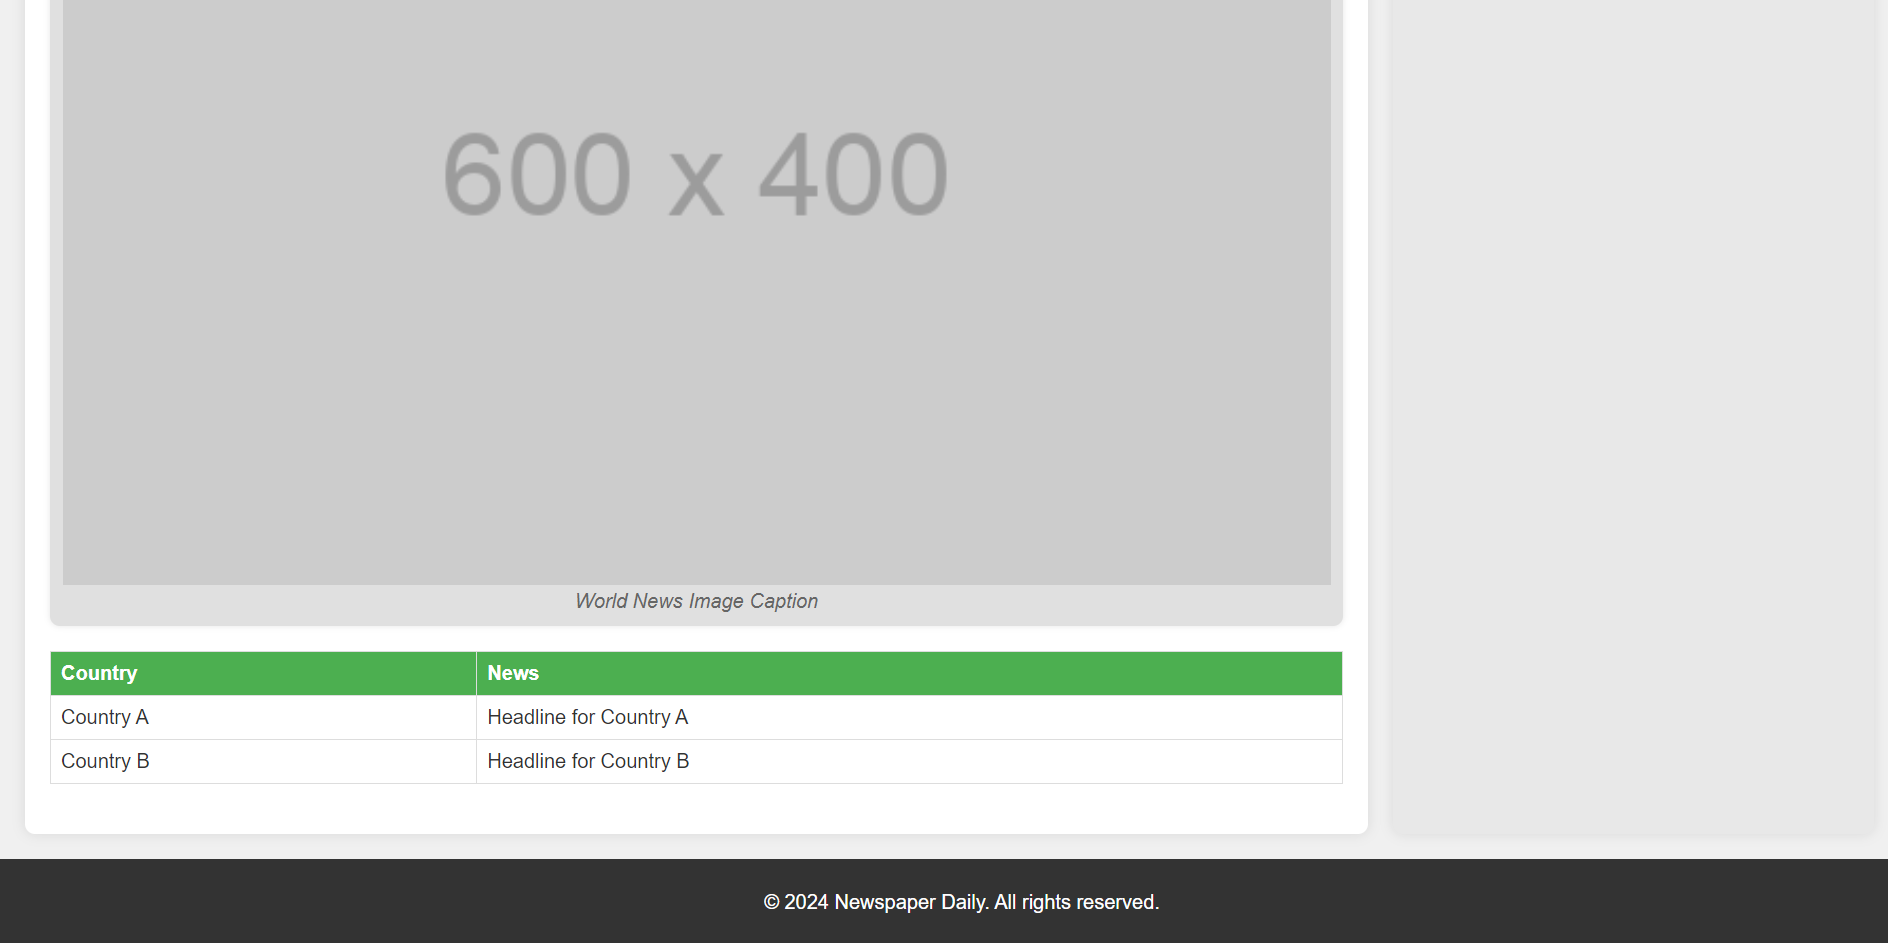 600 x 400
World News Image Caption
Country News
Country A Headline for Country A
Country B Headline for Country B
© 2024 Newspaper Daily. All rights reserved.